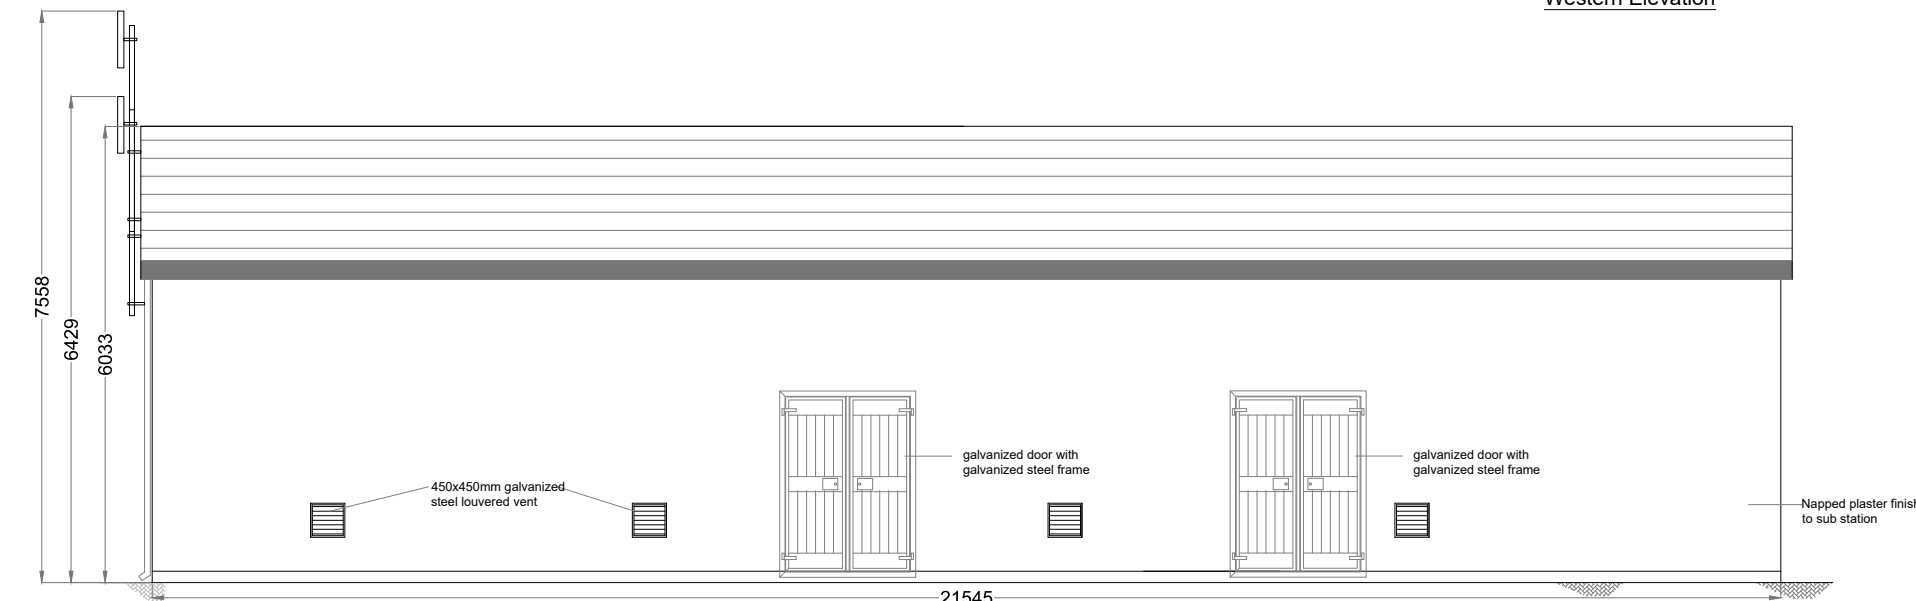 Western Elevation
7558
6429
6033
450x450mm galvanized
steel louvered vent
galvanized door with
galvanized steel frame
galvanized door with
galvanized steel frame
Napped plaster finish
to sub station
21545